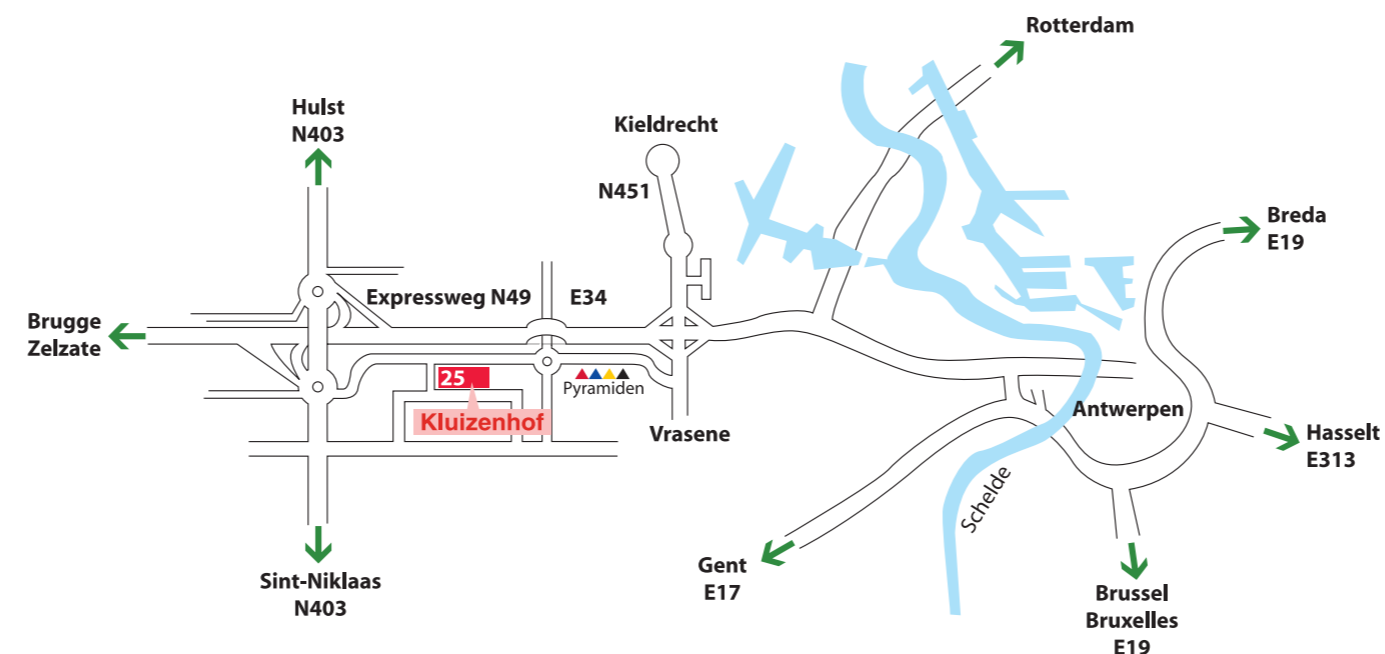 Rotterdam
Hulst
N403
Kieldrecht
N451
Breda
E19
Expressweg N49
E34
Brugge
Zelzate
25
Pyramiden
Kluizenhof
Vrasene
Antwerpen
Hasselt
E313
Schelde
Gent
E17
Sint-Niklaas
N403
Brussel
Bruxelles
E19